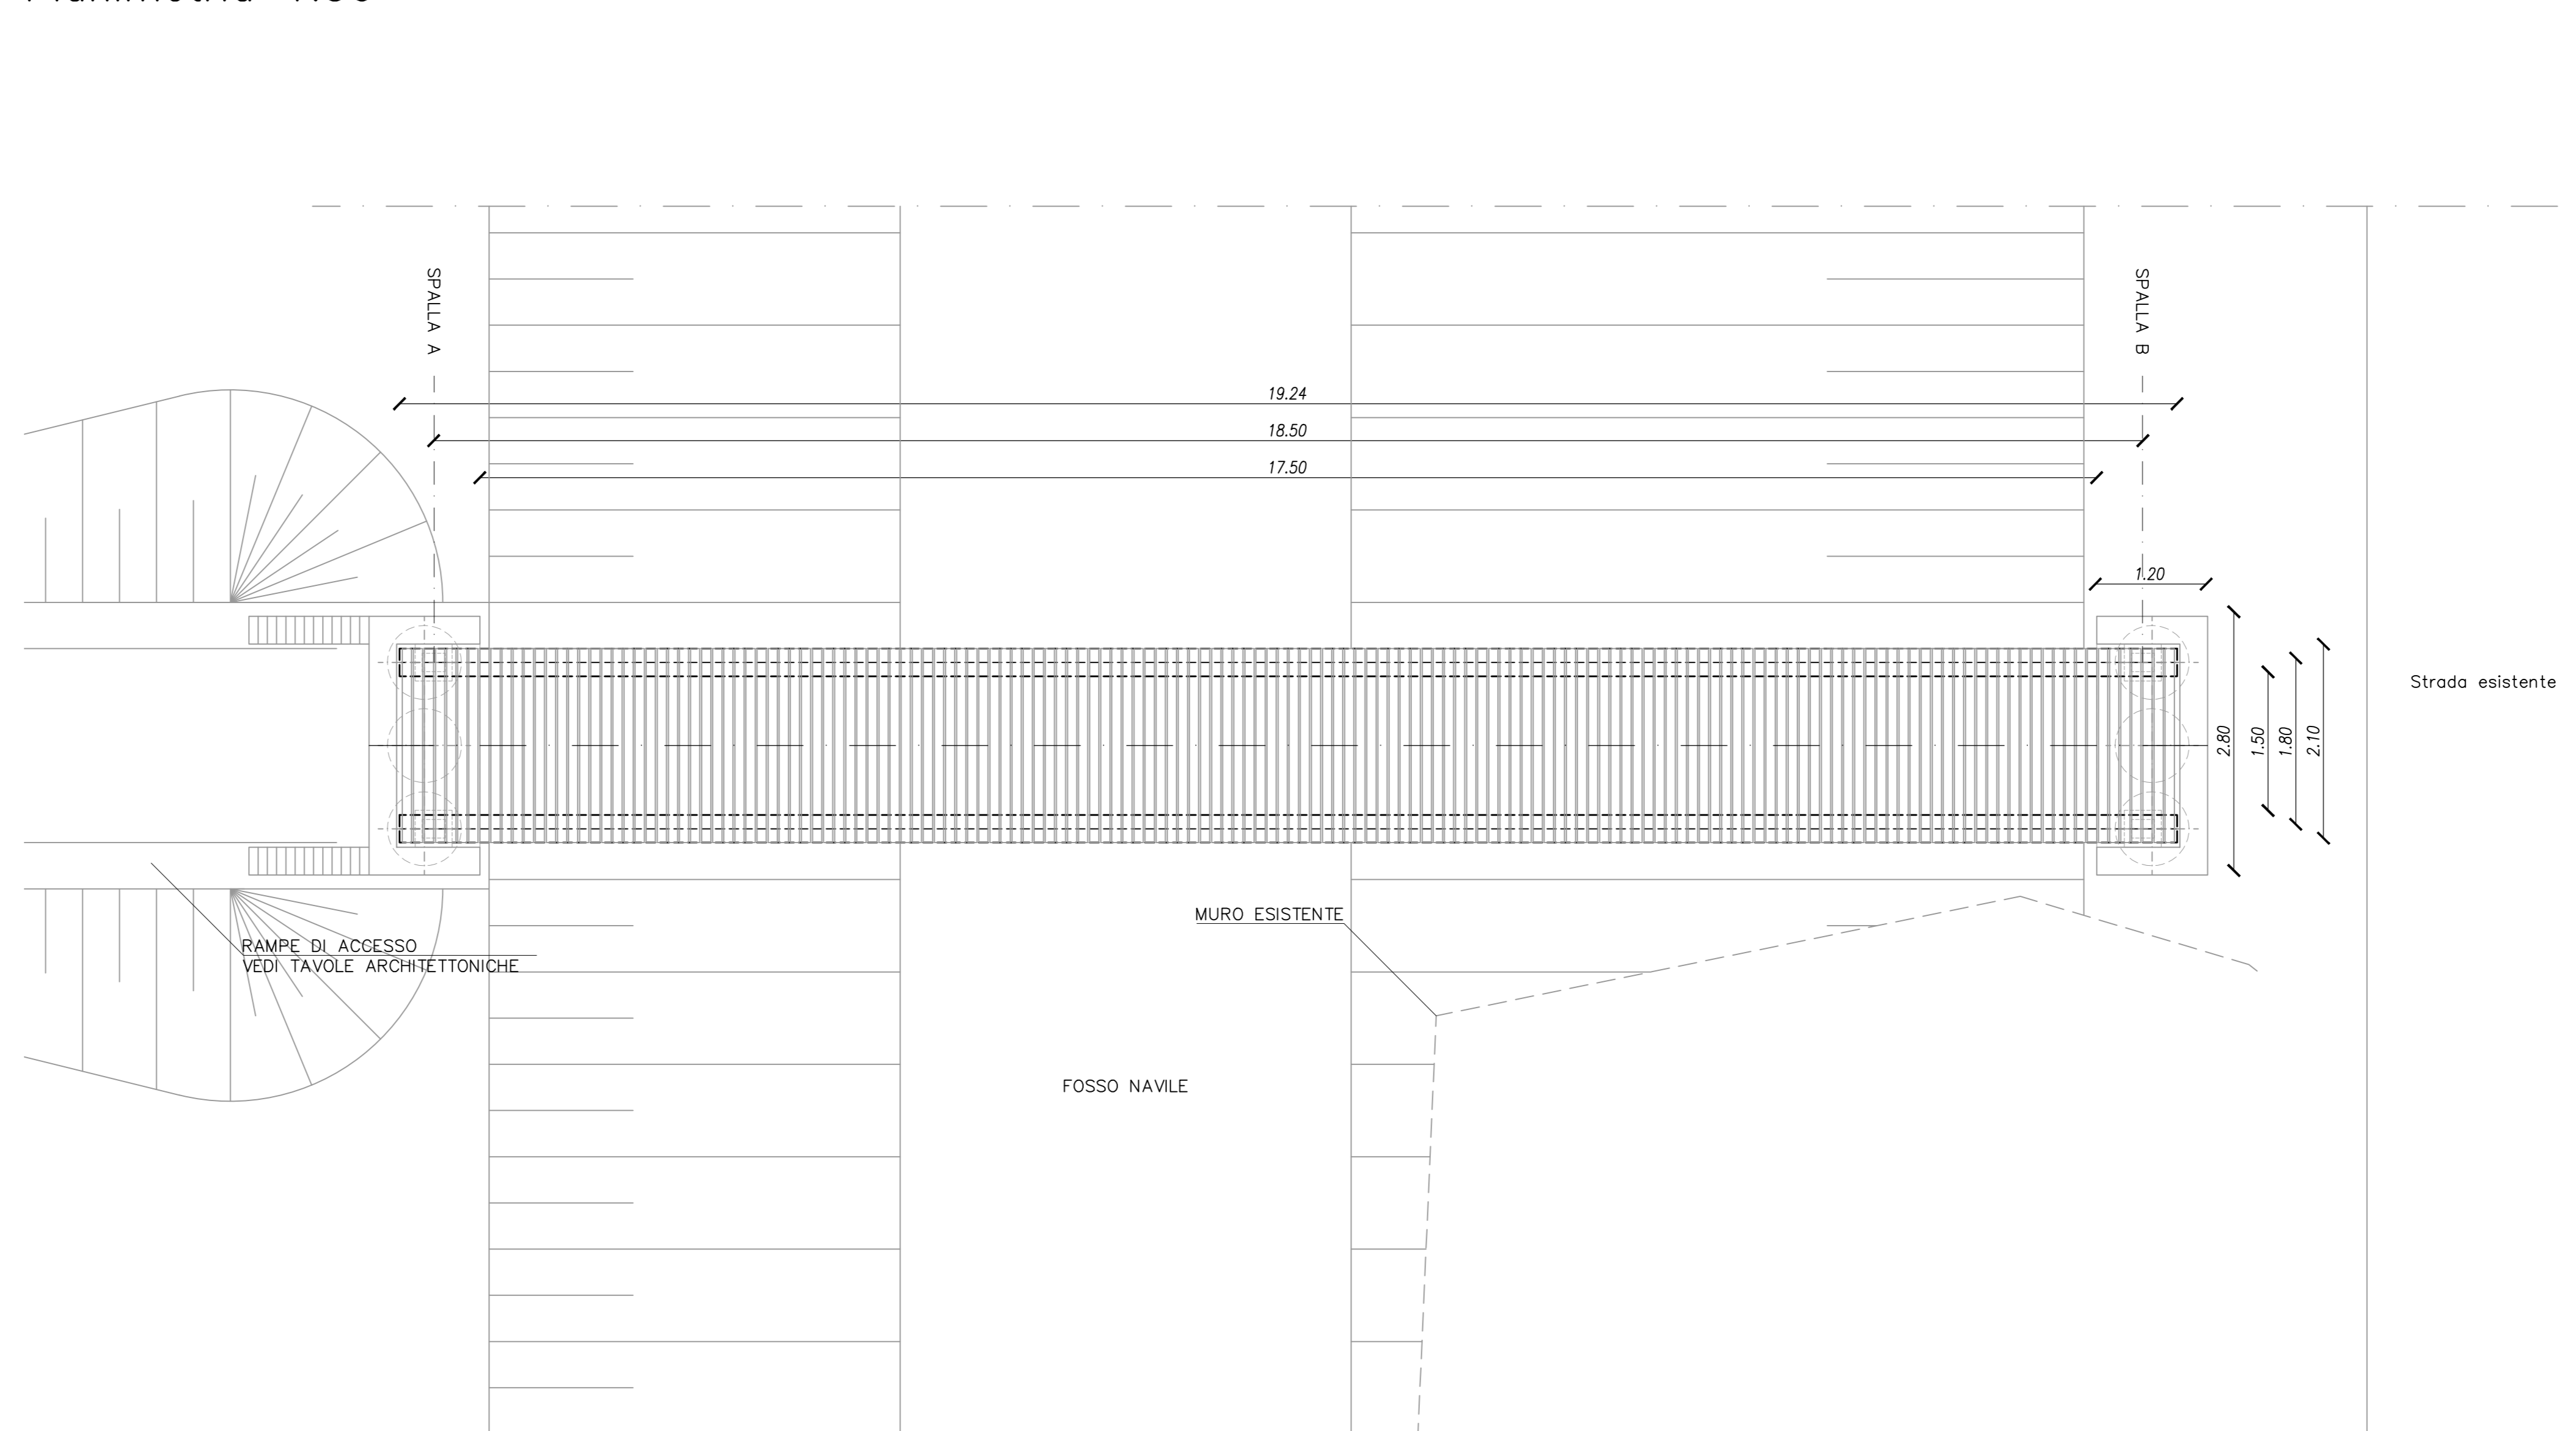 SPALLA A
SPALLA B
19.24
18.50
17.50
1.20
Strada esistente
2.80
1.50
1.80
2.10
MURO ESISTENTE
RAMPE DI ACCESSO
VEDI TAVOLE ARCHITETTONICHE
FOSSO NAVILE